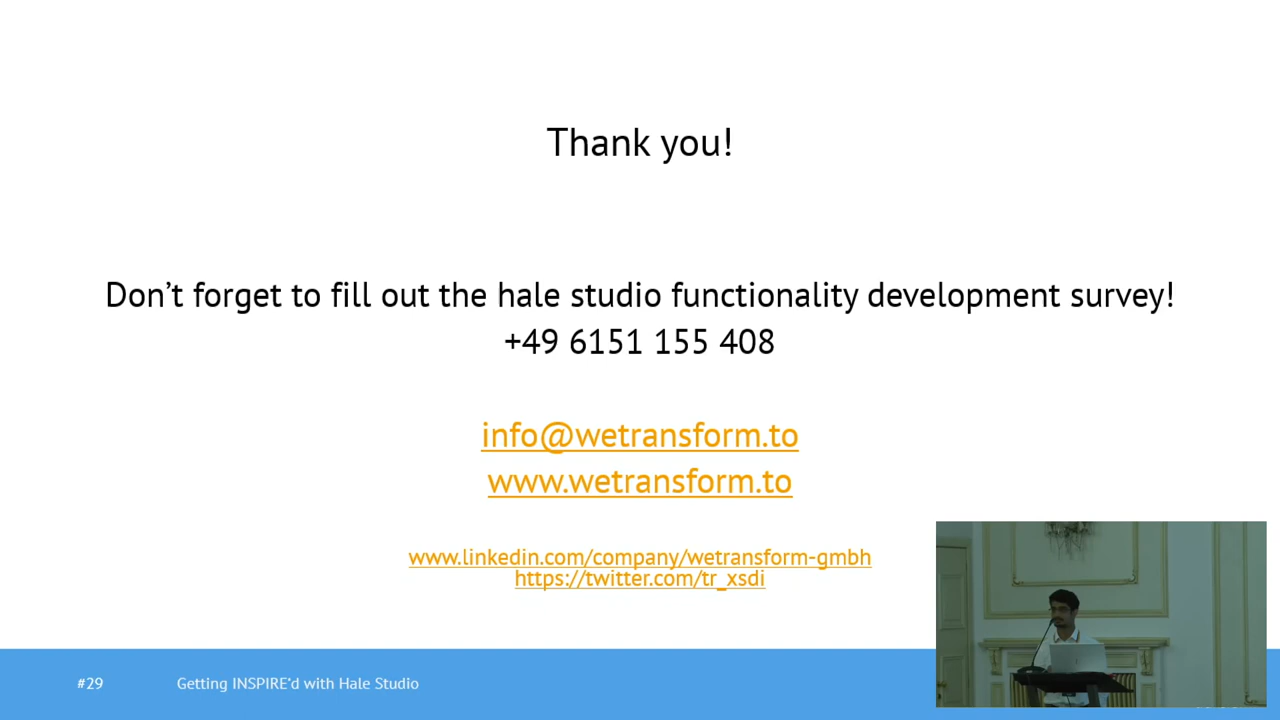 Thank you!
Don't forget to fill out the hale studio functionality development survey!
+49 6151 155 408
info@wetransform.to
www.wetransform.to
www.linkedin.com/company/wetransform-gmbh
https://twitter.com/tr_xsdi
#29 Getting INSPIRE'd with Hale Studio